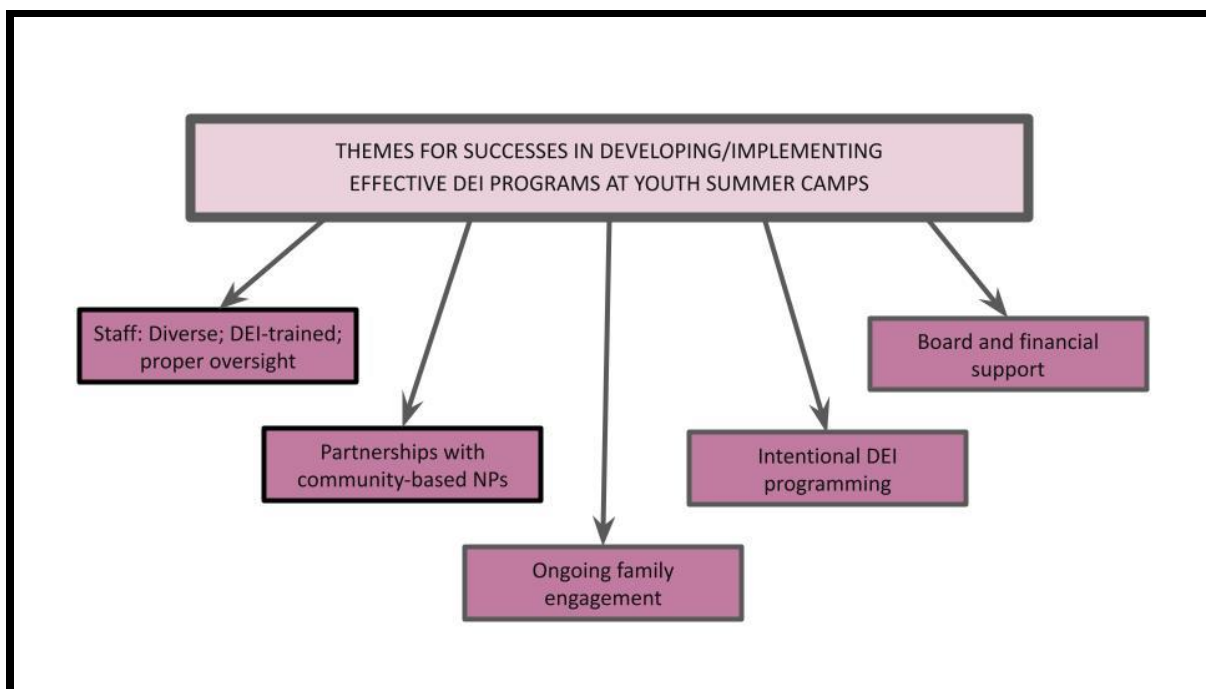 THEMES FOR SUCCESSES IN DEVELOPING/IMPLEMENTING
EFFECTIVE DEI PROGRAMS AT YOUTH SUMMER CAMPS
Staff: Diverse; DEI-trained;
proper oversight
Partnerships with
community-based NPs
Ongoing family
engagement
Intentional DEI
programming
Board and financial
support